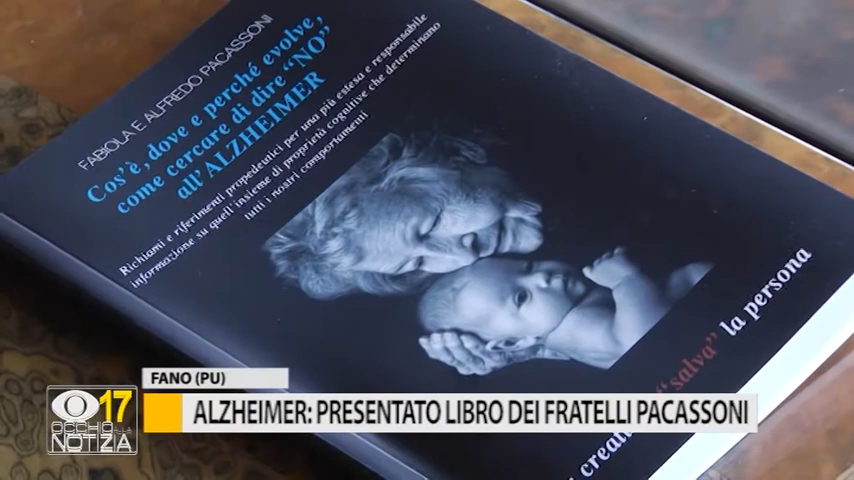 FABIOLA E ALFREDO PACASSONI
Cos'è, dove e perché evolve,
come cercare di dire "NO"
all'ALZHEIMER
Richiami e riferimenti propedeutici per una più estesa e responsabile
informazione su quell'insieme di proprietà cognitive che determinano
tutti i nostri comportamenti
"salva" la persona
FANO (PU)
ALZHEIMER: PRESENTATO LIBRO DEI FRATELLI PACASSONI
17
OCCHIO ALLA
NOTIZIA